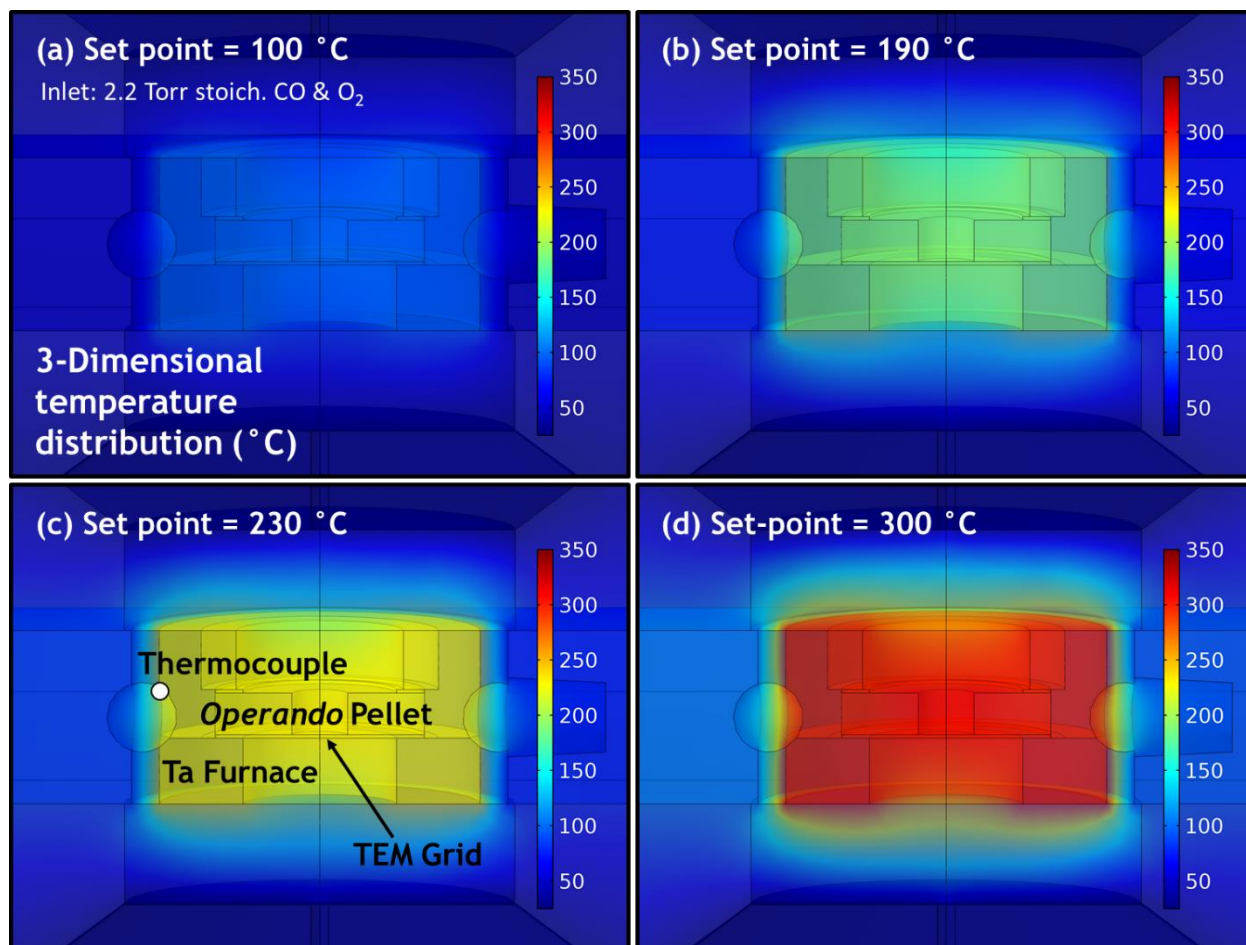 (a) Set point = 100 °C
Inlet: 2.2 Torr stoich. CO & O₂
350
300
250
200
150
100
50
3-Dimensional
temperature
distribution (°C)
(b) Set point = 190 °C
350
300
250
200
150
100
50
(c) Set point = 230 °C
350
300
250
200
150
100
50
Thermocouple
Operando Pellet
Ta Furnace
TEM Grid
(d) Set-point = 300 °C
350
300
250
200
150
100
50